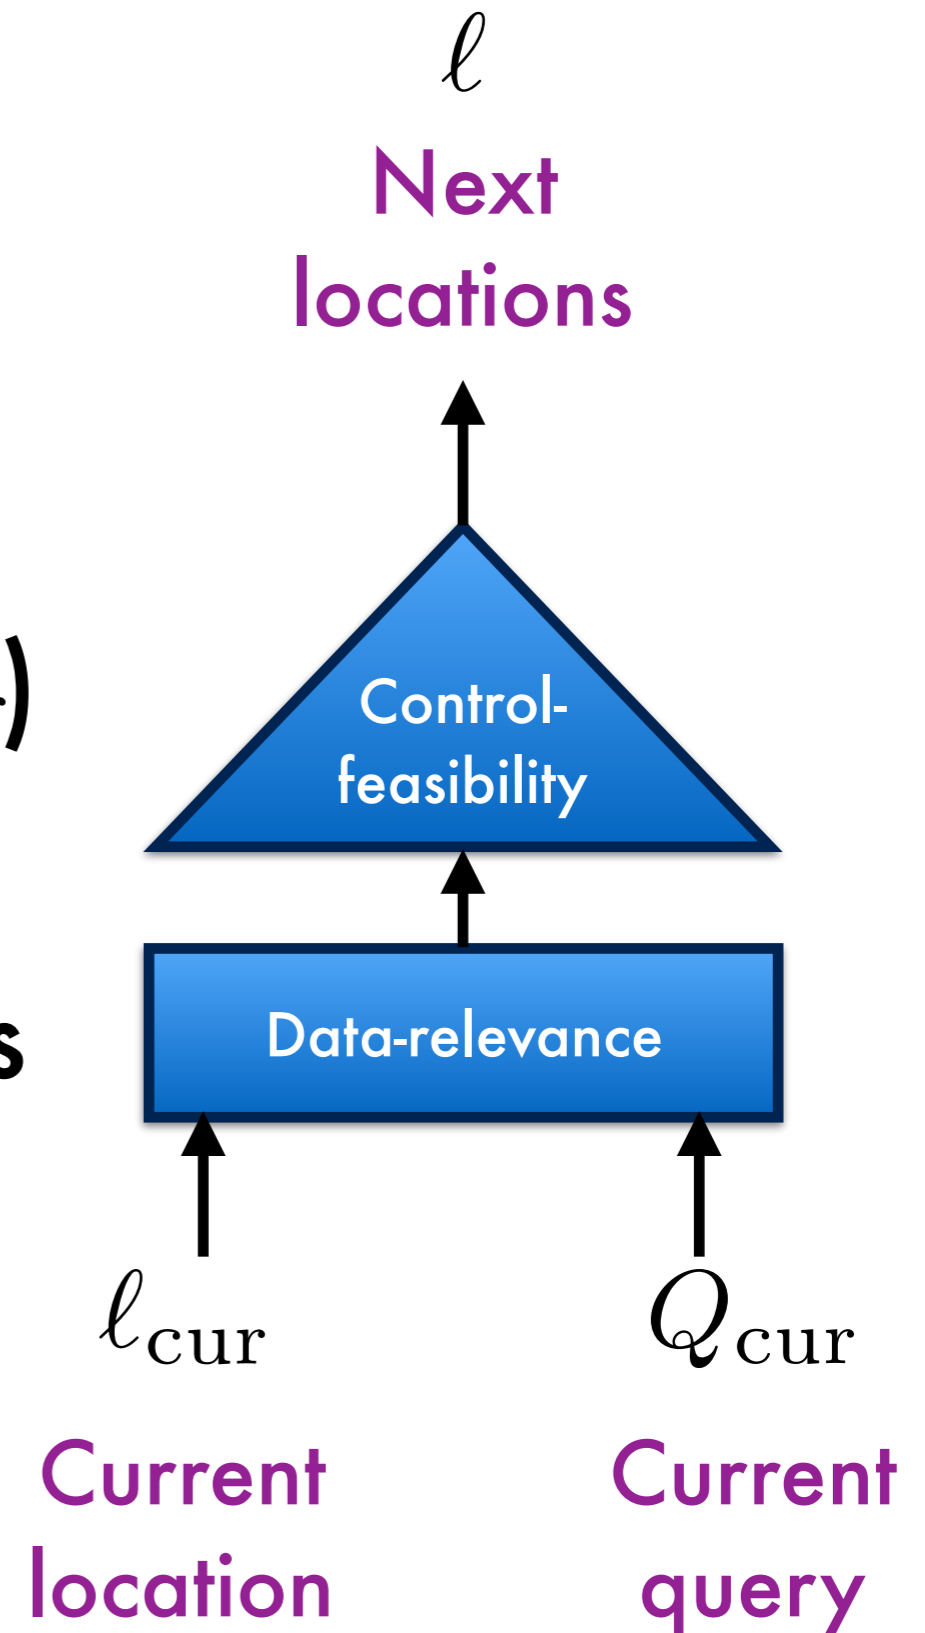 ℓ
Next
locations
)
Control-
feasibility
s
Data-relevance
ℓcur Qcur
Current Current
location query